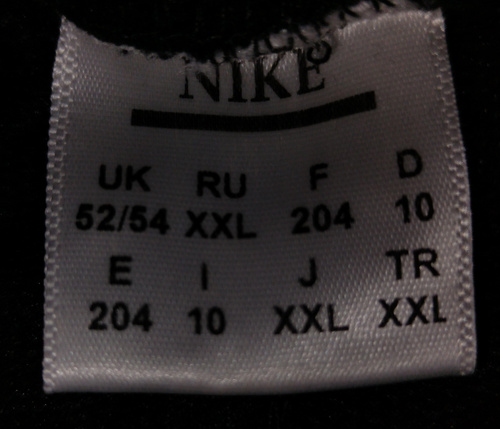 NIKE
UK RU F D
52/54 XXL 204 10
E I J TR
204 10 XXL XXL